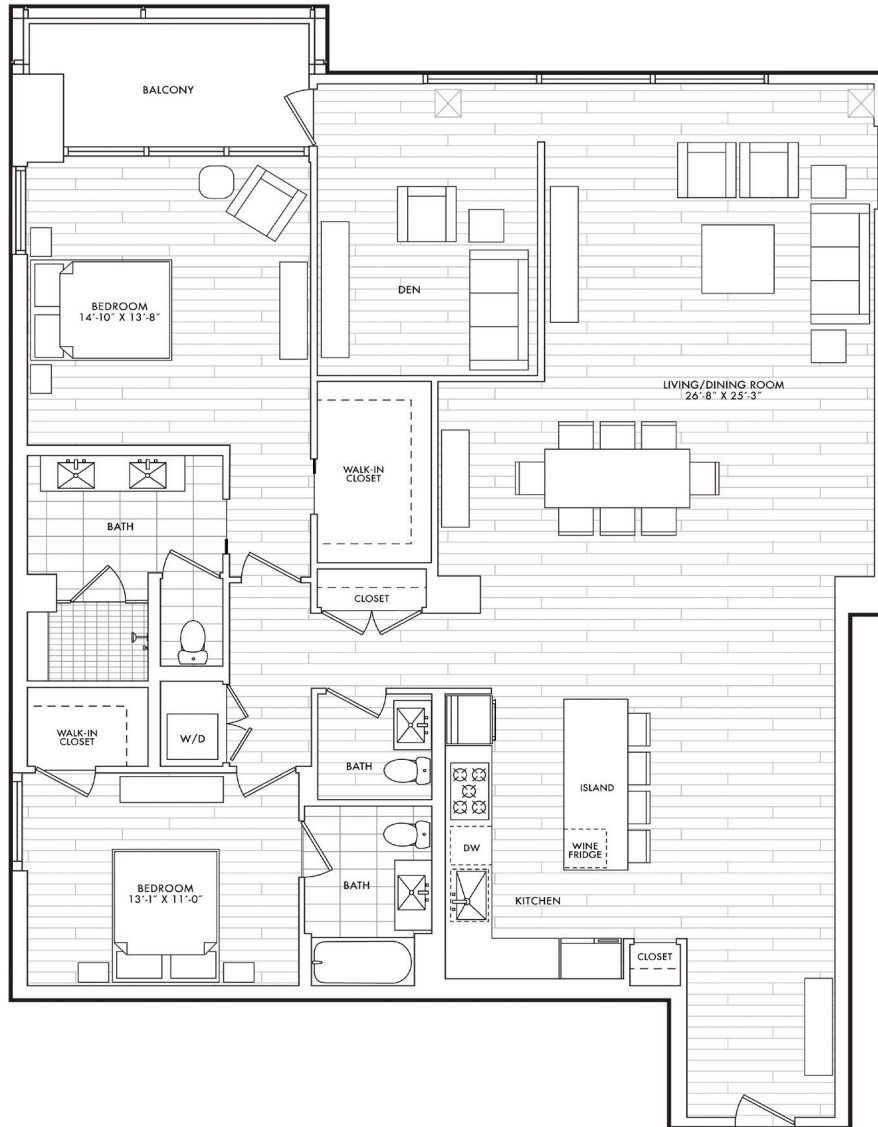 BALCONY
BEDROOM
14'-10" X 13'-8"
DEN
LIVING/DINING ROOM
26'-8" X 25'-3"
WALK-IN
CLOSET
BATH
CLOSET
WALK-IN
CLOSET
W/D
BATH
ISLAND
WINE
FRIDGE
DW
BATH
BEDROOM
13'-1" X 11'-0"
KITCHEN
CLOSET